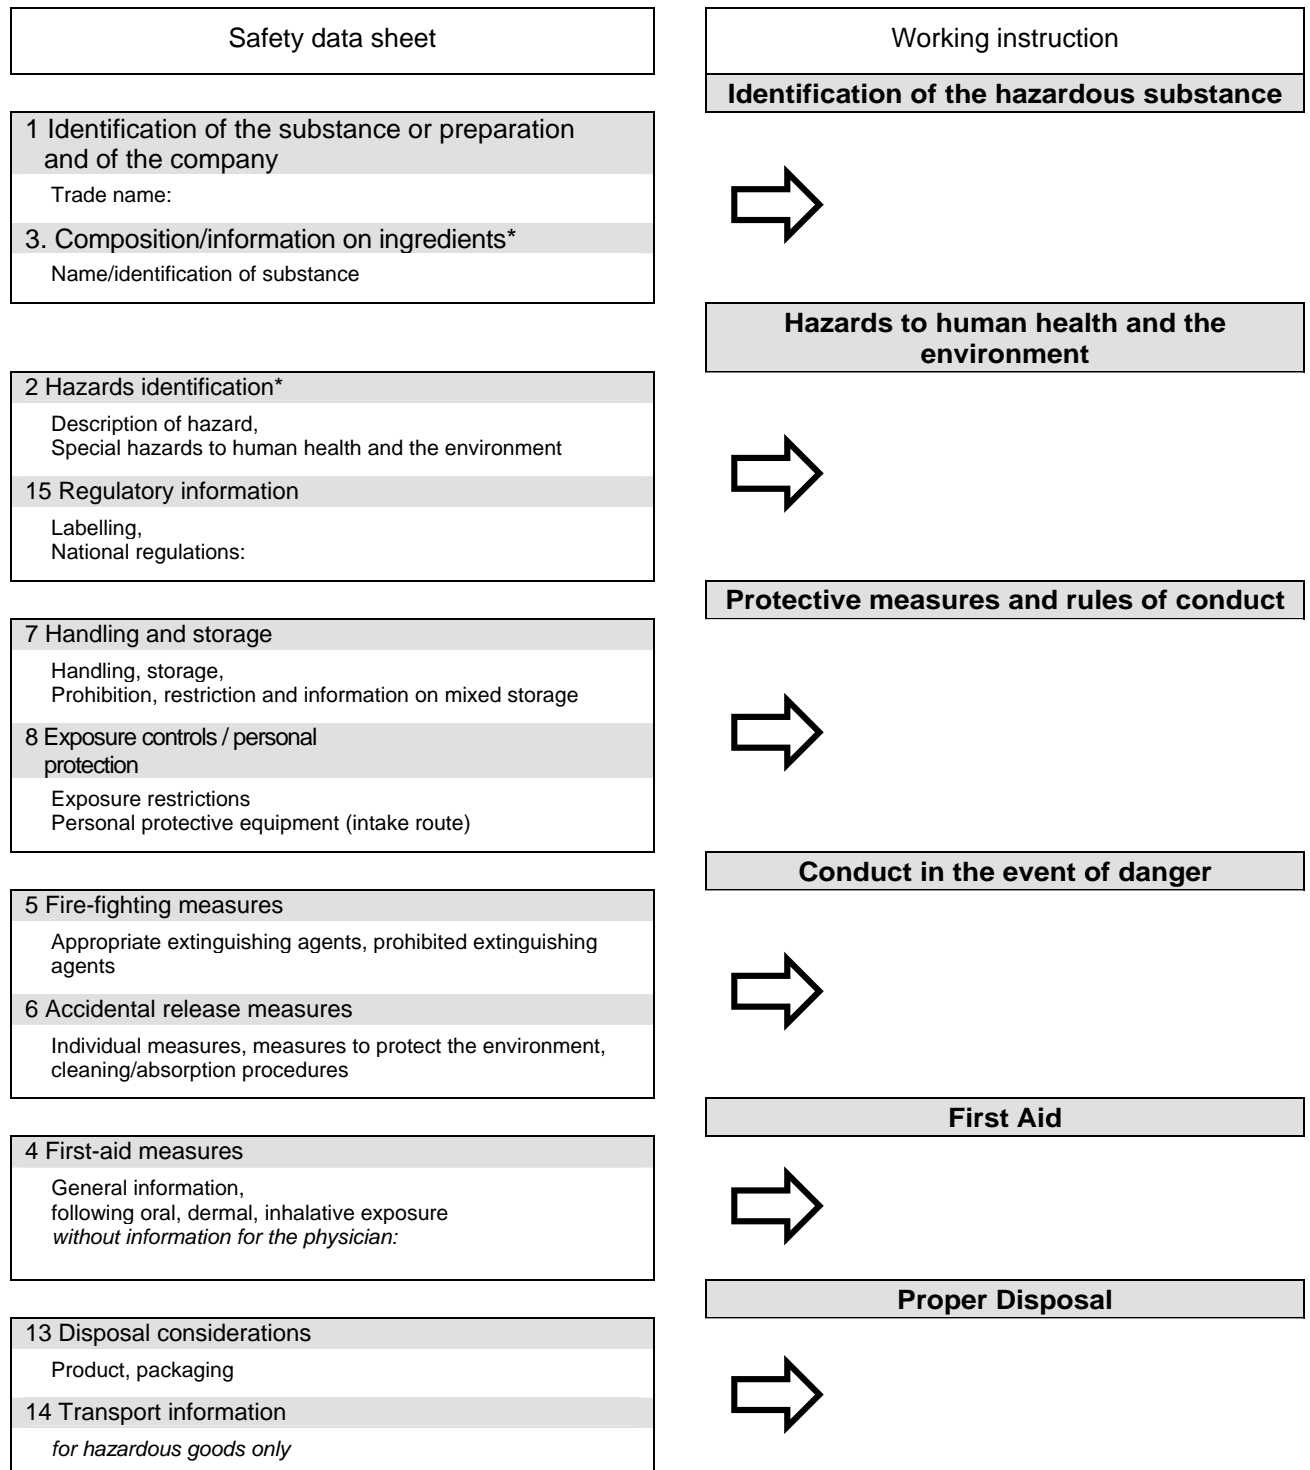 Safety data sheet
Working instruction
Identification of the hazardous substance
1 Identification of the substance or preparation
and of the company
Trade name:
3. Composition/information on ingredients*
Name/identification of substance
Hazards to human health and the
environment
2 Hazards identification*
Description of hazard,
Special hazards to human health and the environment
15 Regulatory information
Labelling,
National regulations:
Protective measures and rules of conduct
7 Handling and storage
Handling, storage,
Prohibition, restriction and information on mixed storage
8 Exposure controls / personal
protection
Exposure restrictions
Personal protective equipment (intake route)
Conduct in the event of danger
5 Fire-fighting measures
Appropriate extinguishing agents, prohibited extinguishing
agents
6 Accidental release measures
Individual measures, measures to protect the environment,
cleaning/absorption procedures
First Aid
4 First-aid measures
General information,
following oral, dermal, inhalative exposure
without information for the physician:
Proper Disposal
13 Disposal considerations
Product, packaging
14 Transport information
for hazardous goods only